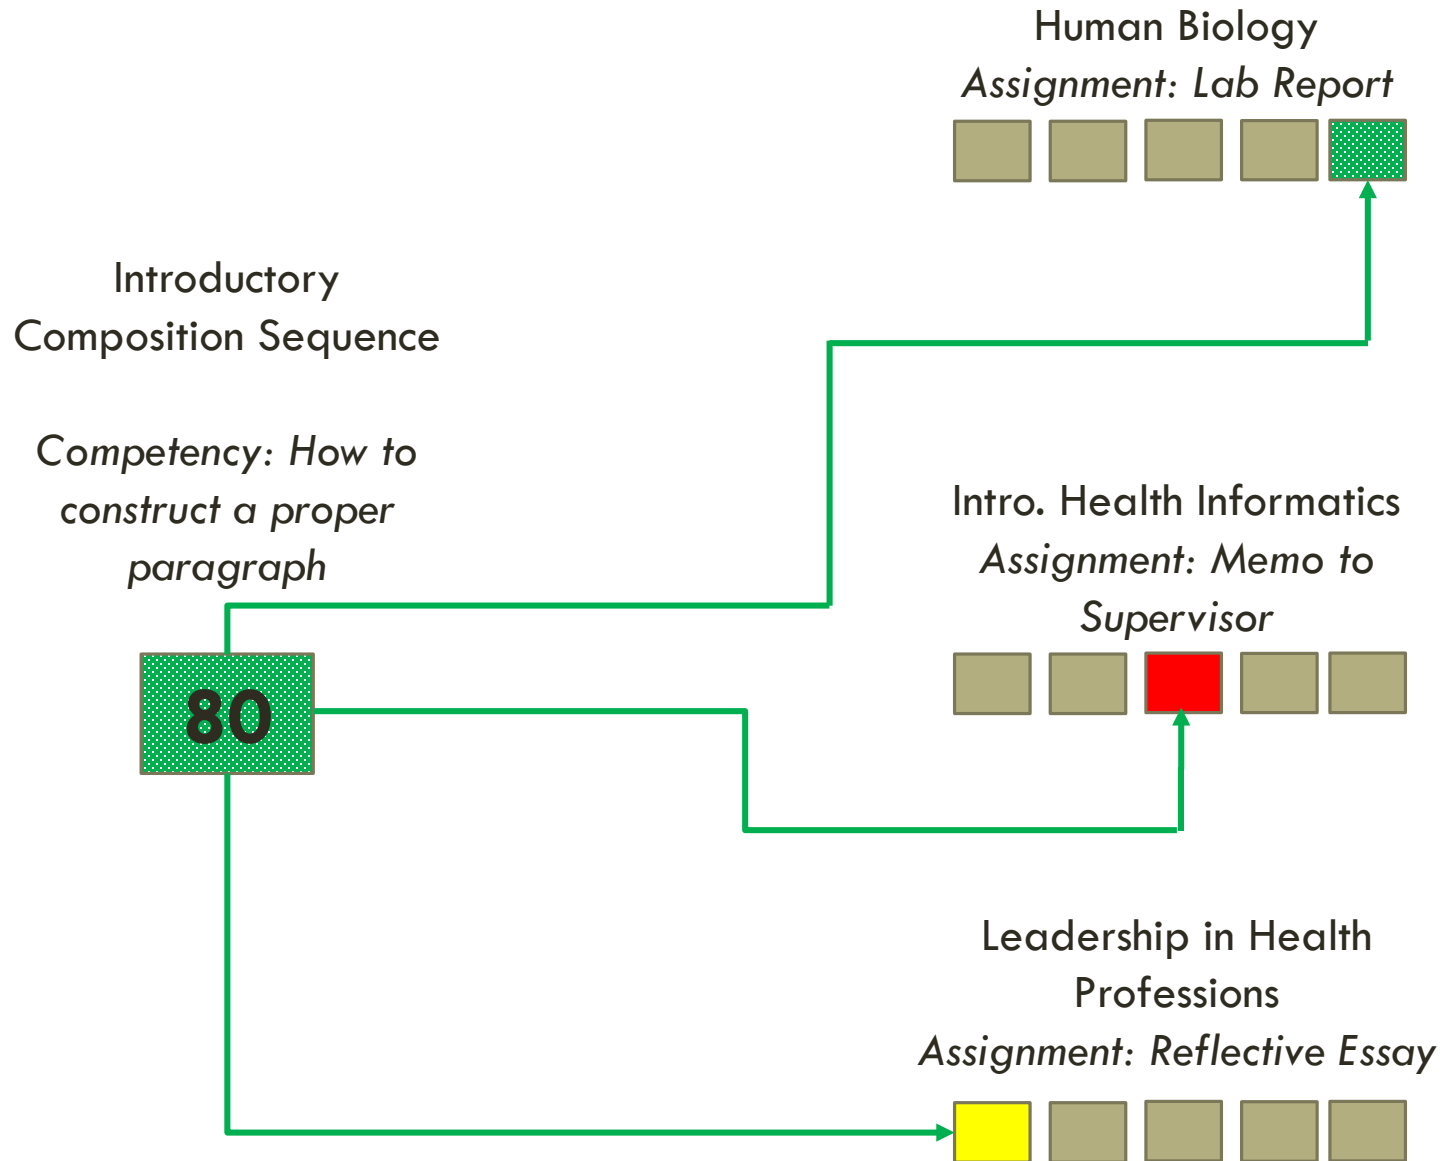 Human Biology
Assignment: Lab Report
Introductory
Composition Sequence
Competency: How to
construct a proper
paragraph
80
Intro. Health Informatics
Assignment: Memo to
Supervisor
Leadership in Health
Professions
Assignment: Reflective Essay